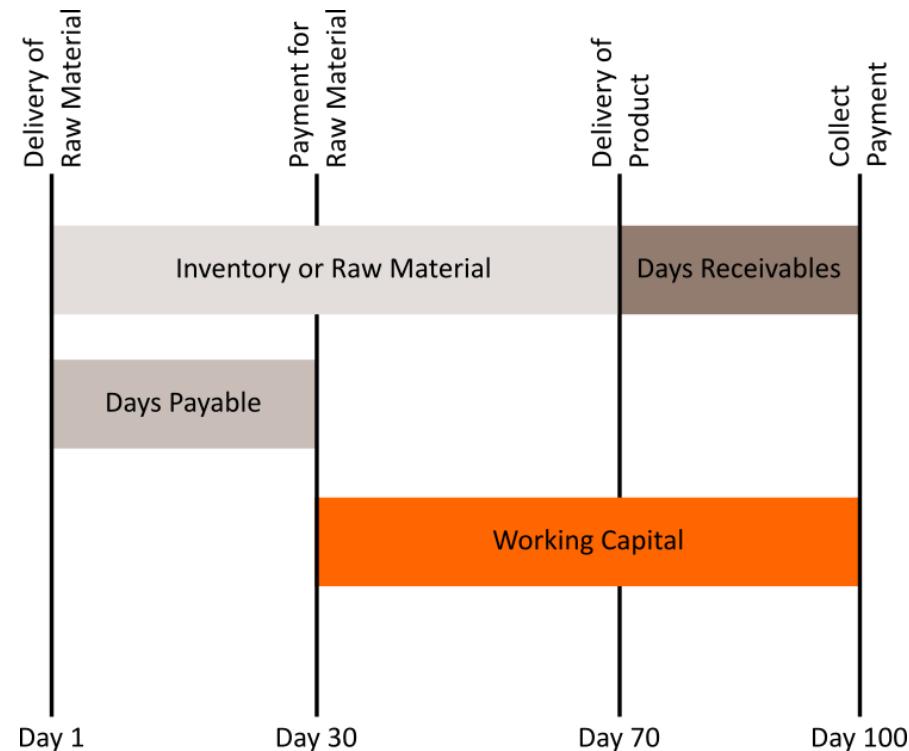 Delivery of
Raw Material
Payment for
Raw Material
Delivery of
Product
Collect
Payment
Inventory or Raw Material
Days Receivables
Days Payable
Working Capital
Day 1
Day 30
Day 70
Day 100